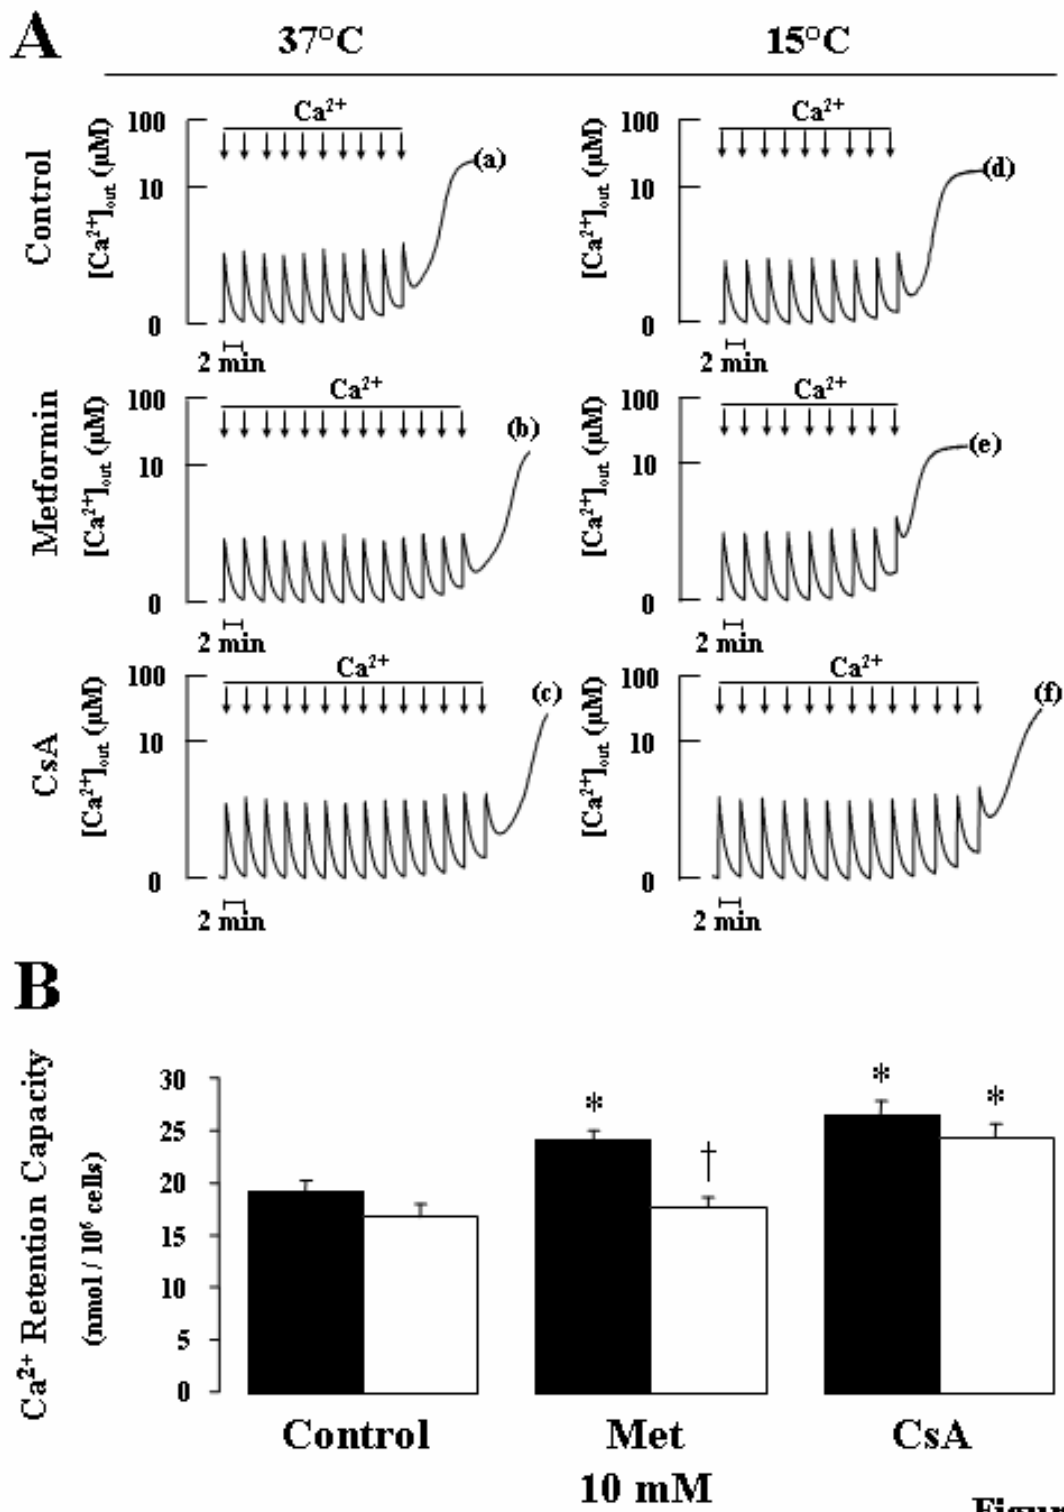 A
37°C 15°C
Control
[Ca²⁺]out (µM)
100
10
0
Ca²⁺
(a)
2 min
[Ca²⁺]out (µM)
100
10
0
Ca²⁺
(d)
2 min
Metformin
[Ca²⁺]out (µM)
100
10
0
Ca²⁺
(b)
2 min
[Ca²⁺]out (µM)
100
10
0
Ca²⁺
(e)
2 min
CsA
[Ca²⁺]out (µM)
100
10
0
Ca²⁺
(c)
2 min
[Ca²⁺]out (µM)
100
10
0
Ca²⁺
(f)
2 min
B
Ca²⁺ Retention Capacity
(nmol / 10⁶ cells)
30
25
20
15
10
5
0
* † * *
Control Met CsA
10 mM